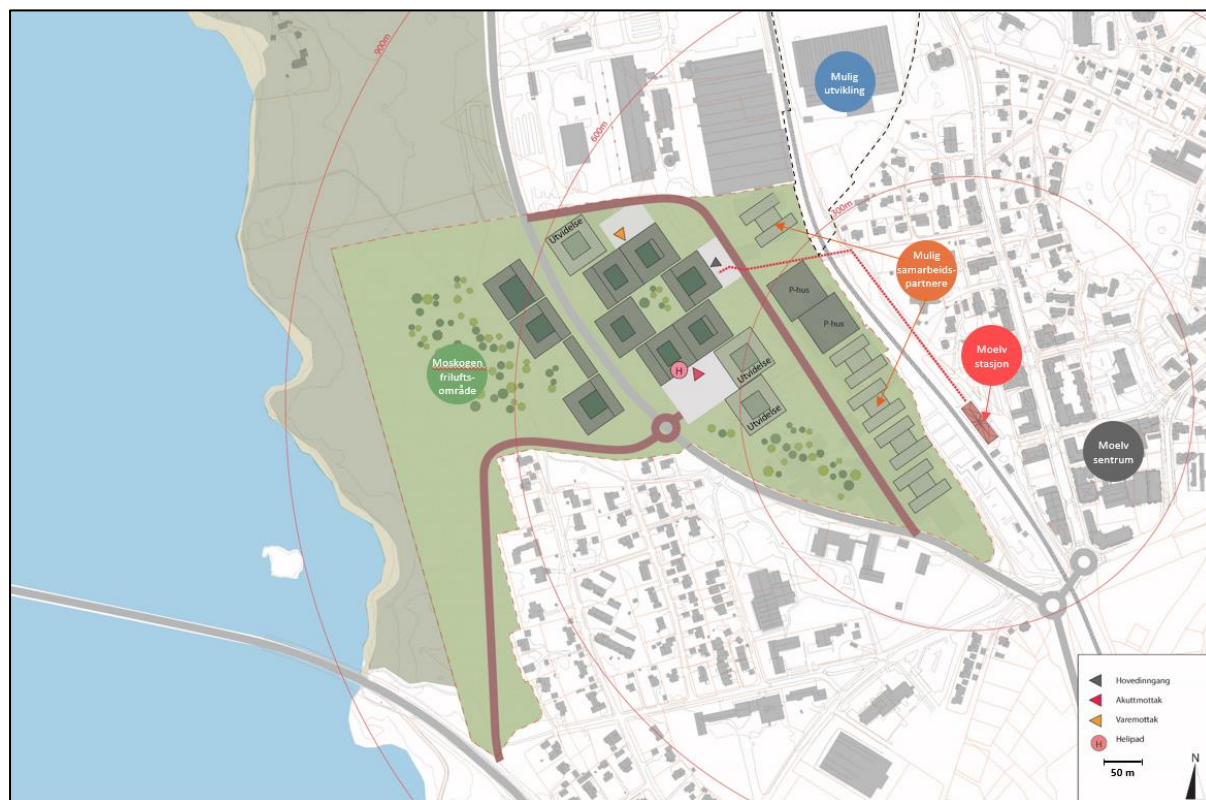 900m
600m
300m
Mulig
utvikling
Utvidelse
Mulig
samarbeids-
partnere
P-hus
P-hus
Moskogen
frilufts-
område
H
Utvidelse
Utvidelse
Moelv
stasjon
Moelv
sentrum
Hovedinngang
Akuttmottak
Varemottak
H
Helipad
50 m
N